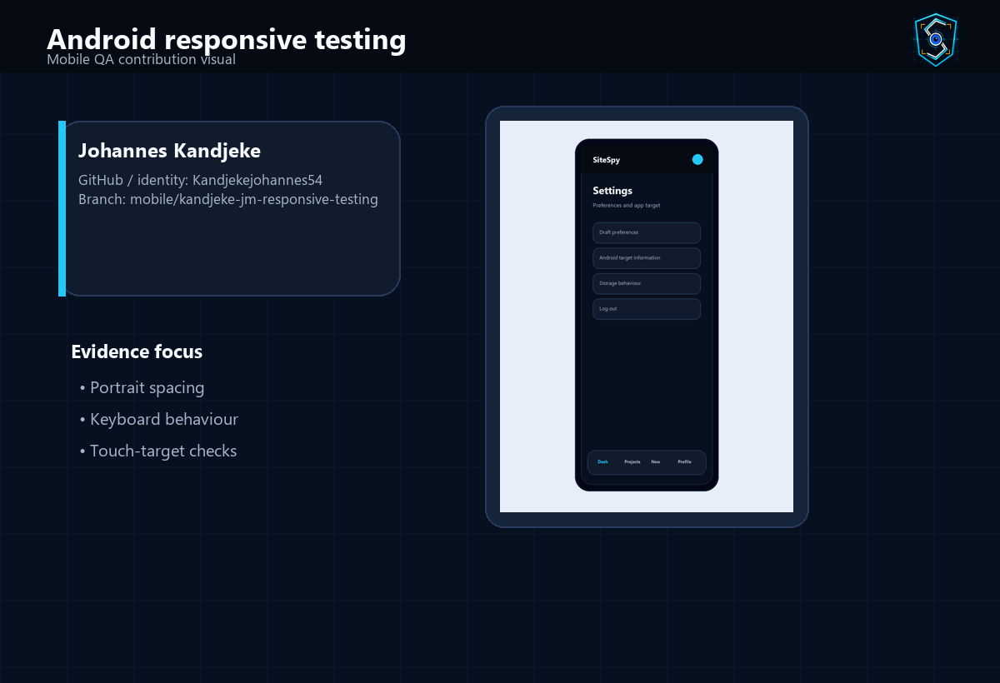 Android responsive testing
Mobile QA contribution visual
Johannes Kandjeke
GitHub / identity: Kandjekejohannes54
Branch: mobile/kandjeke-jm-responsive-testing
Evidence focus
• Portrait spacing
• Keyboard behaviour
• Touch-target checks
SiteSpy
Settings
Preferences and app target
Draft preferences
Android target information
Storage behaviour
Log out
Dash Projects New Profile